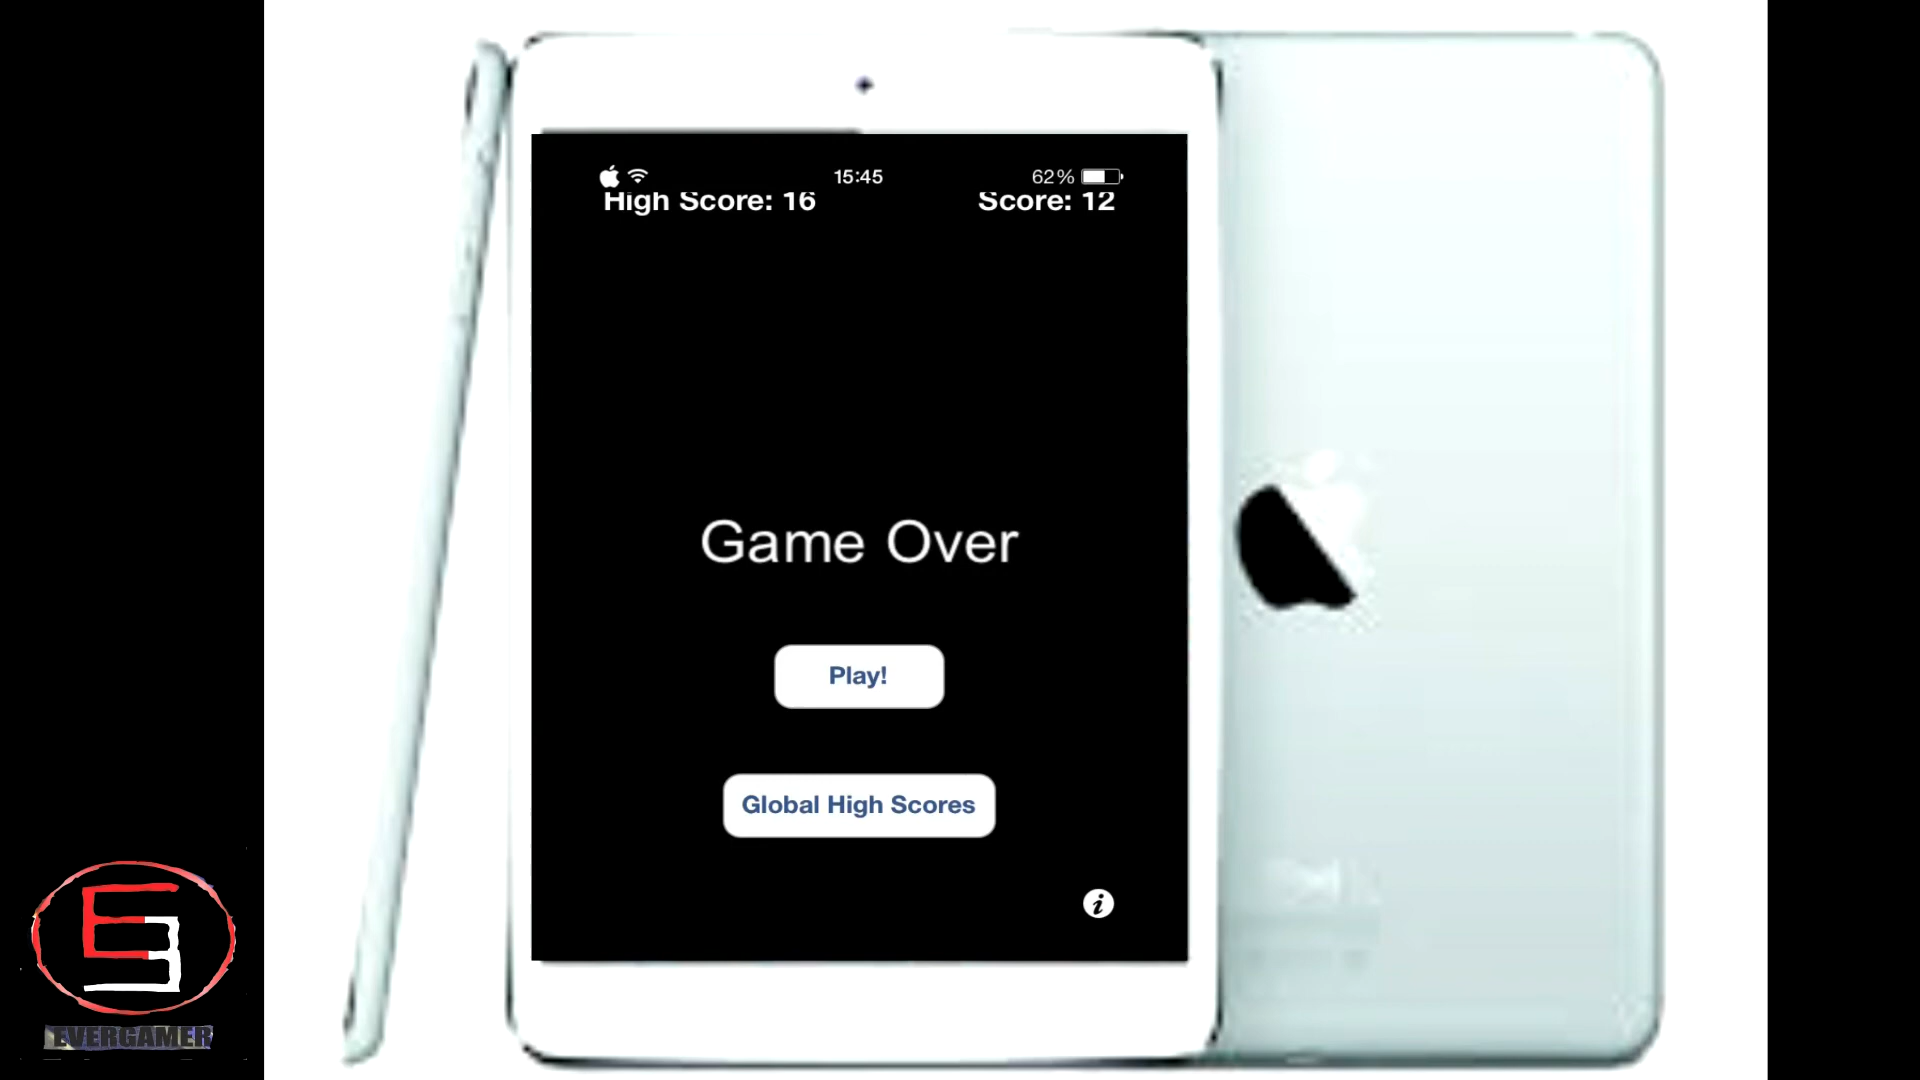 15:45
62%
High Score: 16
Score: 12
Game Over
Play!
Global High Scores
i
EVERGAMER